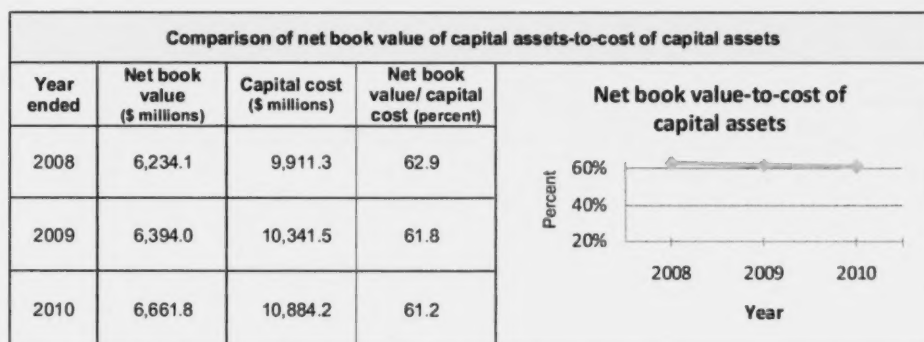 Comparison of net book value of capital assets-to-cost of capital assets
Year ended Net book value ($ millions) Capital cost ($ millions) Net book value/ capital cost (percent)
2008 6,234.1 9,911.3 62.9
2009 6,394.0 10,341.5 61.8
2010 6,661.8 10,884.2 61.2
Net book value-to-cost of
capital assets
Percent
60%
40%
20%
2008 2009 2010
Year